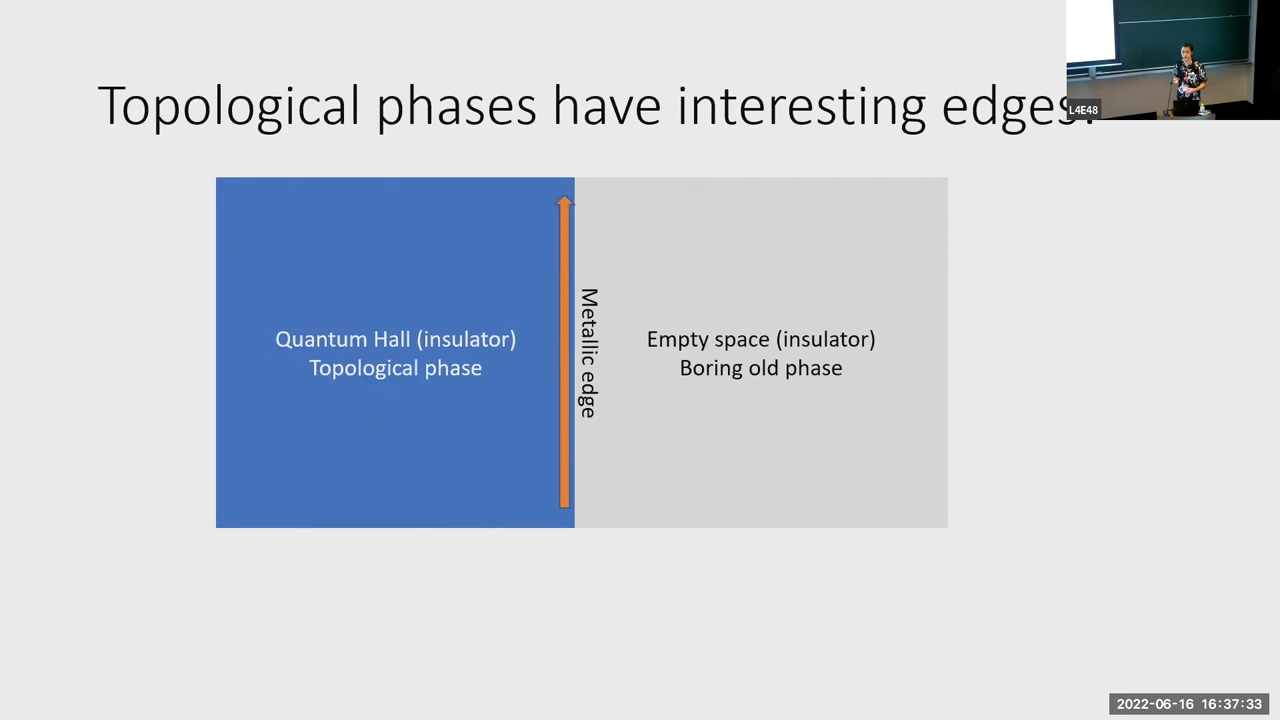 Topological phases have interesting edges.
L4E48
Quantum Hall (insulator)
Topological phase
Metallic edge
Empty space (insulator)
Boring old phase
2022-06-16 16:37:33